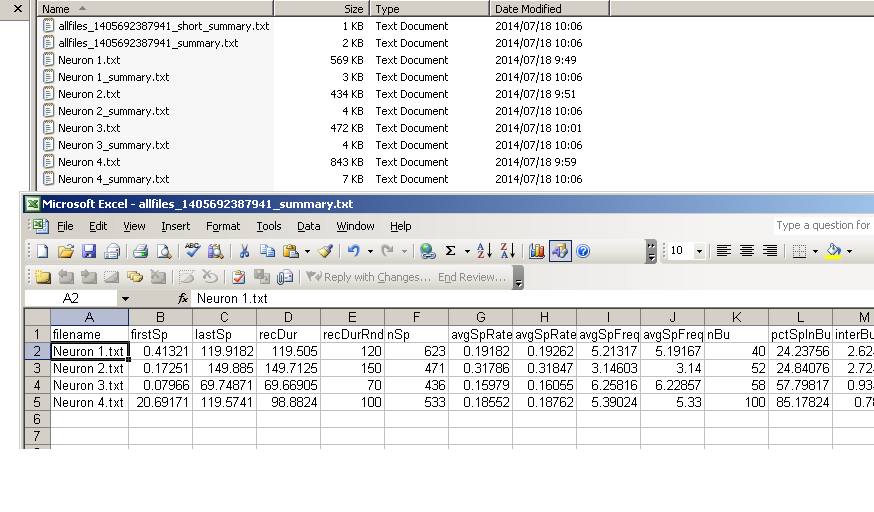 Name Size Type Date Modified
allfiles_1405692387941_short_summary.txt 1 KB Text Document 2014/07/18 10:06
allfiles_1405692387941_summary.txt 2 KB Text Document 2014/07/18 10:06
Neuron 1.txt 569 KB Text Document 2014/07/18 9:49
Neuron 1_summary.txt 3 KB Text Document 2014/07/18 10:06
Neuron 2.txt 434 KB Text Document 2014/07/18 9:51
Neuron 2_summary.txt 4 KB Text Document 2014/07/18 10:06
Neuron 3.txt 472 KB Text Document 2014/07/18 10:01
Neuron 3_summary.txt 4 KB Text Document 2014/07/18 10:06
Neuron 4.txt 843 KB Text Document 2014/07/18 9:59
Neuron 4_summary.txt 7 KB Text Document 2014/07/18 10:06
Microsoft Excel - allfiles_1405692387941_summary.txt
File Edit View Insert Format Tools Data Window Help Type a question for
ABC Σ A Z Z A 10
Reply with Changes... End Review...
A2 fx Neuron 1.txt
A B C D E F G H I J K L M
1 filename firstSp lastSp recDur recDurRnd nSp avgSpRate avgSpRate avgSpFreq avgSpFreq nBu pctSpInBu interBu
2 Neuron 1.txt 0.41321 119.9182 119.505 120 623 0.19182 0.19262 5.21317 5.19167 40 24.23756 2.62
3 Neuron 2.txt 0.17251 149.885 149.7125 150 471 0.31786 0.31847 3.14603 3.14 52 24.84076 2.72
4 Neuron 3.txt 0.07966 69.74871 69.66905 70 436 0.15979 0.16055 6.25816 6.22857 58 57.79817 0.93
5 Neuron 4.txt 20.69171 119.5741 98.8824 100 533 0.18552 0.18762 5.39024 5.33 100 85.17824 0.78
6
7